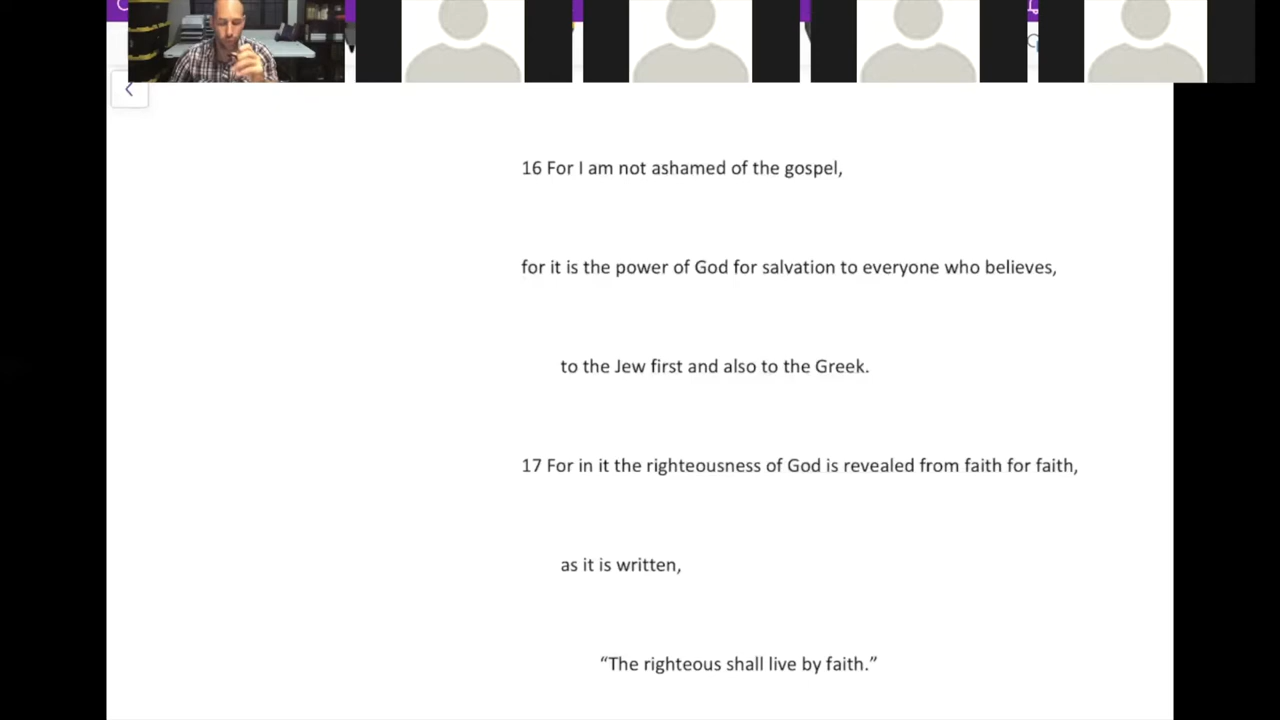 16 For I am not ashamed of the gospel,
for it is the power of God for salvation to everyone who believes,
to the Jew first and also to the Greek.
17 For in it the righteousness of God is revealed from faith for faith,
as it is written,
“The righteous shall live by faith.”